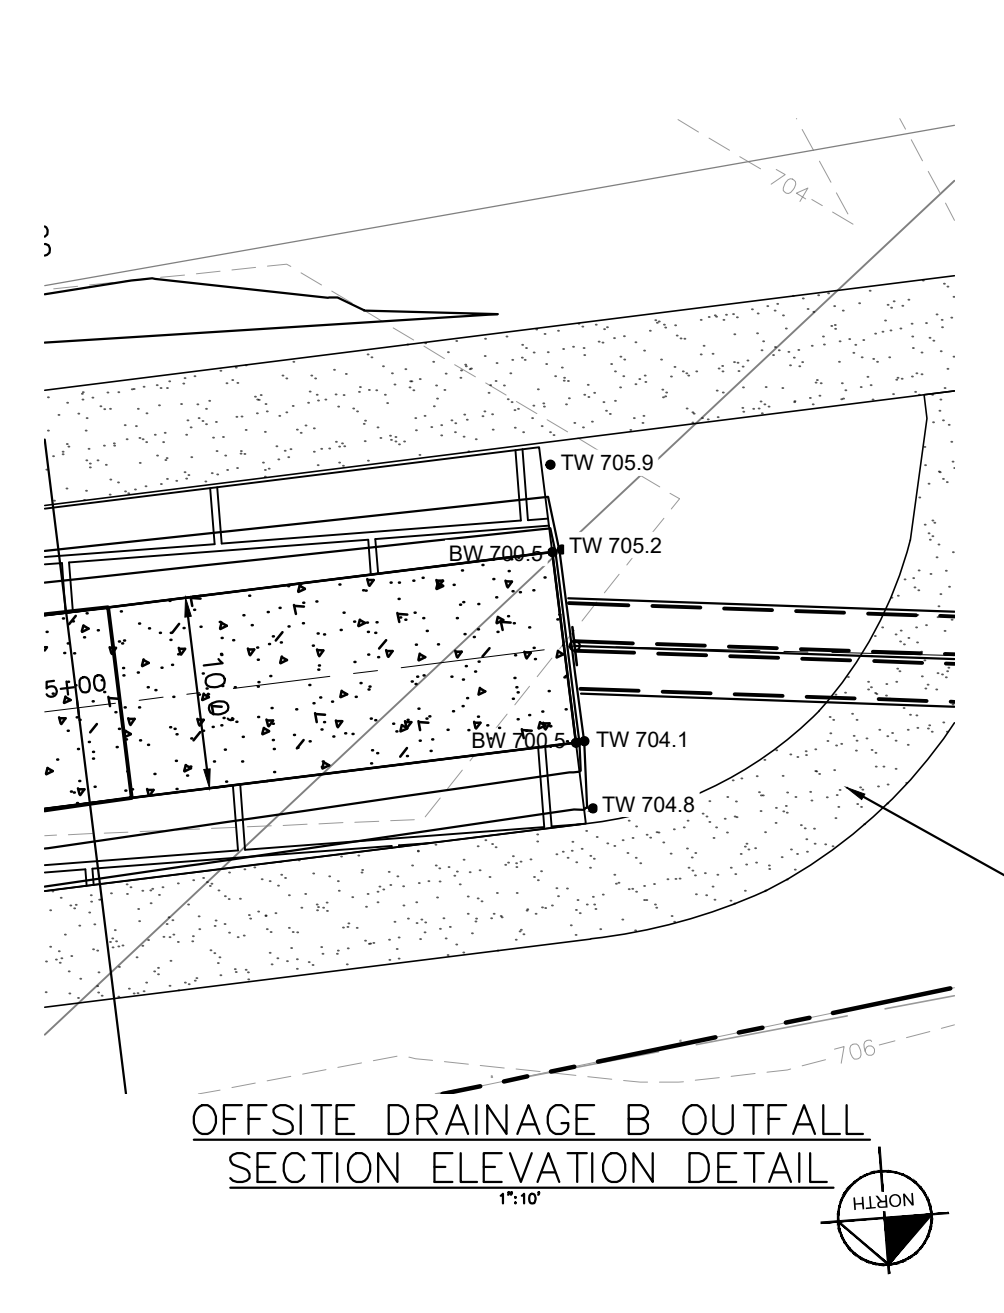 704
TW 705.9
BW 700.5
TW 705.2
5+00
10.0
BW 700.5
TW 704.1
TW 704.8
706
OFFSITE DRAINAGE B OUTFALL
SECTION ELEVATION DETAIL
1":10'
NORTH